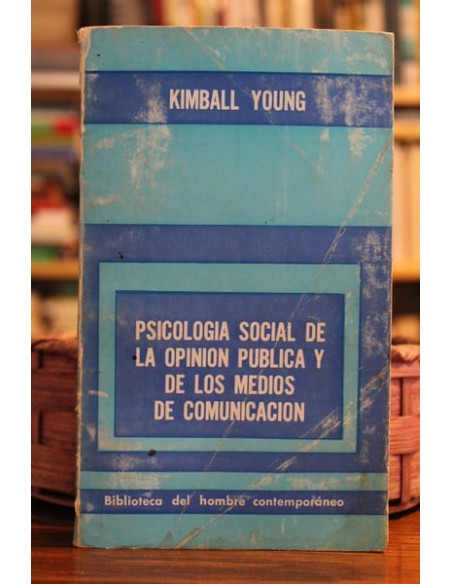 KIMBALL YOUNG
PSICOLOGIA SOCIAL DE
LA OPINION PUBLICA Y
DE LOS MEDIOS
DE COMUNICACION
Biblioteca del hombre contemporáneo